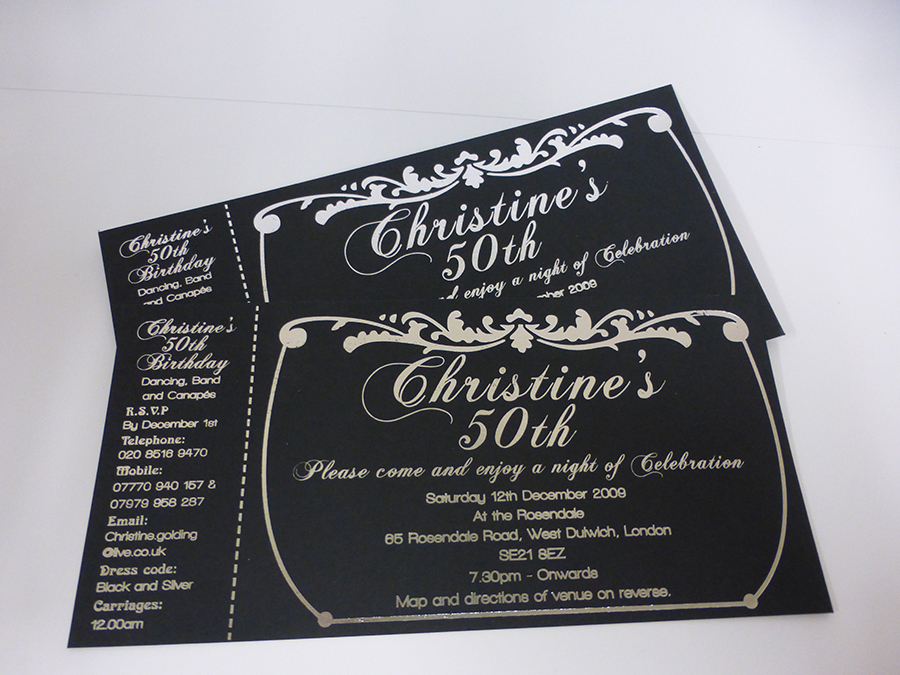 Christine's
50th
Birthday
Dancing, Band
and Canapés
Christine's
50th
enjoy a night of Celebration
2009
Christine's
50th
Birthday
Dancing, Band
and Canapés
R.S.V.P
By December 1st
Telephone:
020 8516 9470
Mobile:
07770 940 157 &
07979 858 287
Email:
Christine.golding
@live.co.uk
Dress code:
Black and Silver
Carriages:
12.00am
Christine's
50th
Please come and enjoy a night of Celebration
Saturday 12th December 2009
At the Rosendale
65 Rosendale Road, West Dulwich, London
SE21 8EZ
7.30pm - Onwards
Map and directions of venue on reverse.